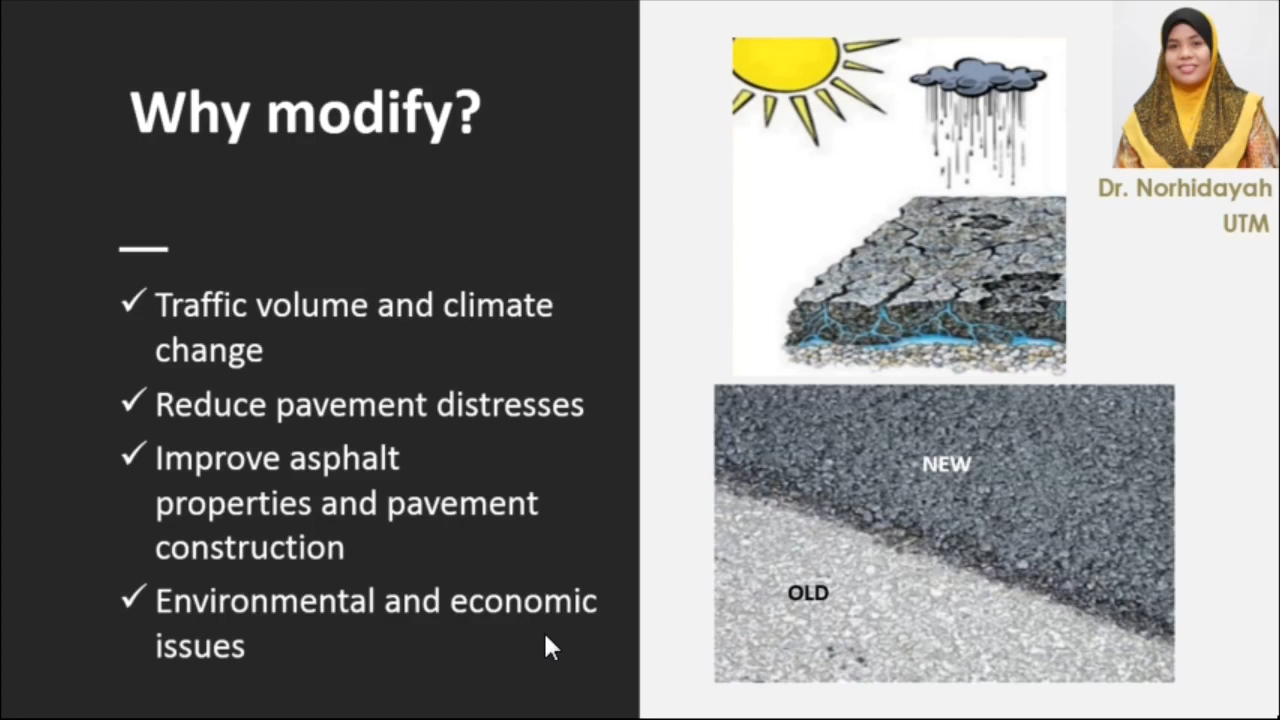 Why modify?
Traffic volume and climate
change
Reduce pavement distresses
Improve asphalt
properties and pavement
construction
Environmental and economic
issues
Dr. Norhidayah
UTM
NEW
OLD